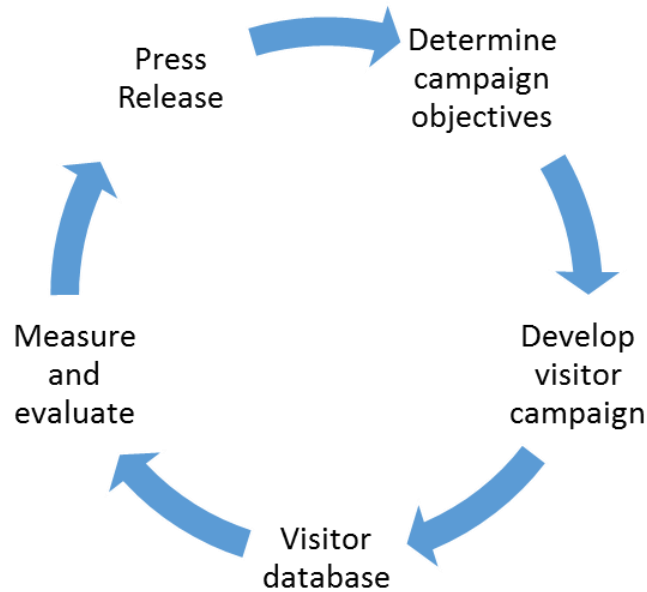 Press
Release
Determine
campaign
objectives
Develop
visitor
campaign
Visitor
database
Measure
and
evaluate